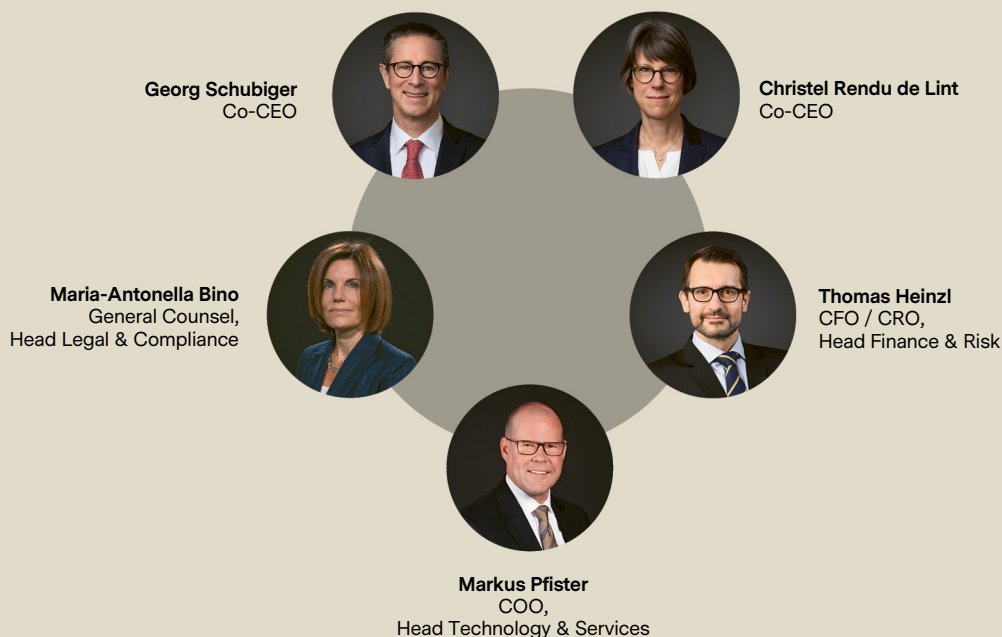 Georg Schubiger
Co-CEO
Christel Rendu de Lint
Co-CEO
Maria-Antonella Bino
General Counsel,
Head Legal & Compliance
Thomas Heinzl
CFO / CRO,
Head Finance & Risk
Markus Pfister
COO,
Head Technology & Services